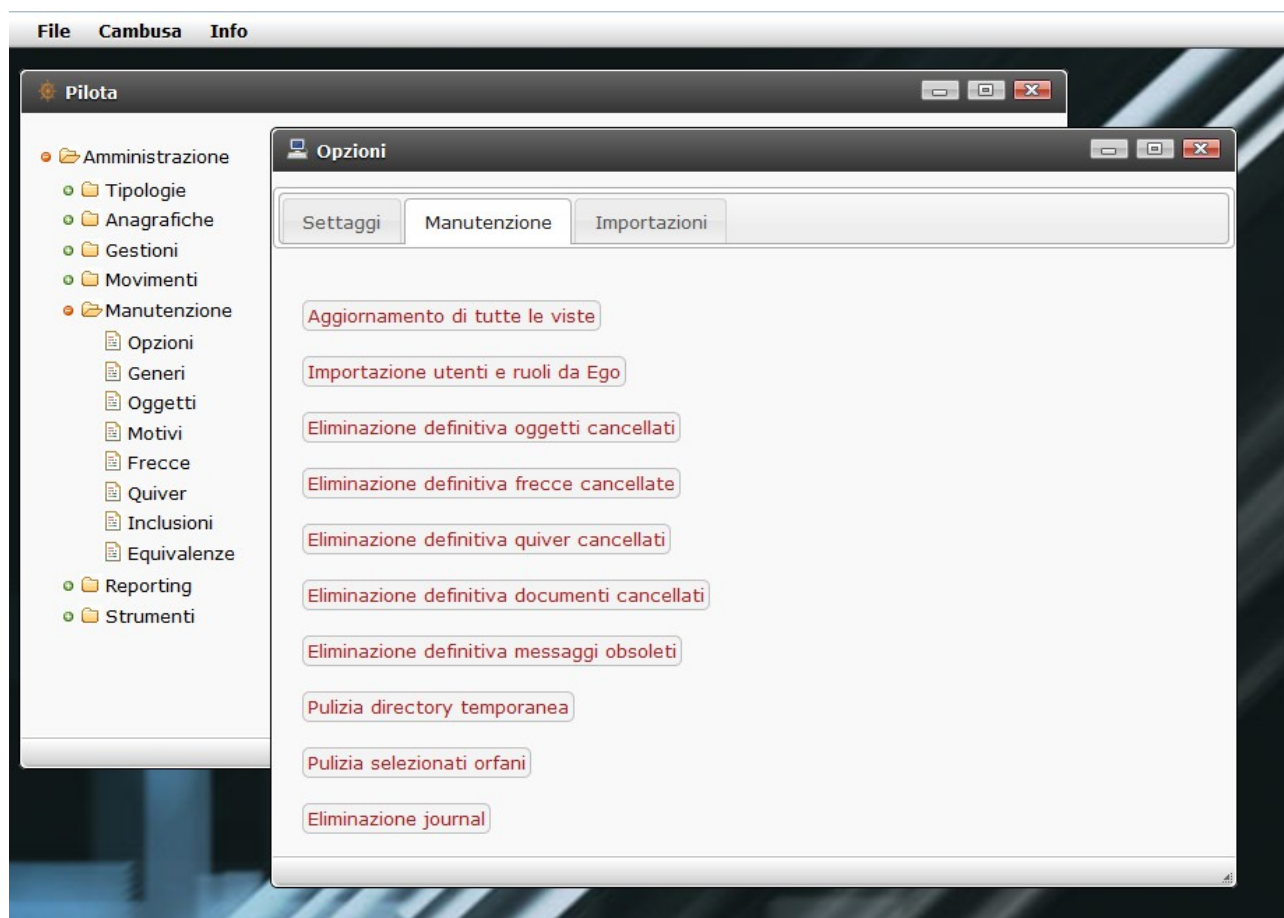 File Cambusa Info
Pilota
Amministrazione
Tipologie
Anagrafiche
Gestioni
Movimenti
Manutenzione
Opzioni
Generi
Oggetti
Motivi
Frecce
Quiver
Inclusioni
Equivalenze
Reporting
Strumenti
Opzioni
Settaggi Manutenzione Importazioni
Aggiornamento di tutte le viste
Importazione utenti e ruoli da Ego
Eliminazione definitiva oggetti cancellati
Eliminazione definitiva frecce cancellate
Eliminazione definitiva quiver cancellati
Eliminazione definitiva documenti cancellati
Eliminazione definitiva messaggi obsoleti
Pulizia directory temporanea
Pulizia selezionati orfani
Eliminazione journal